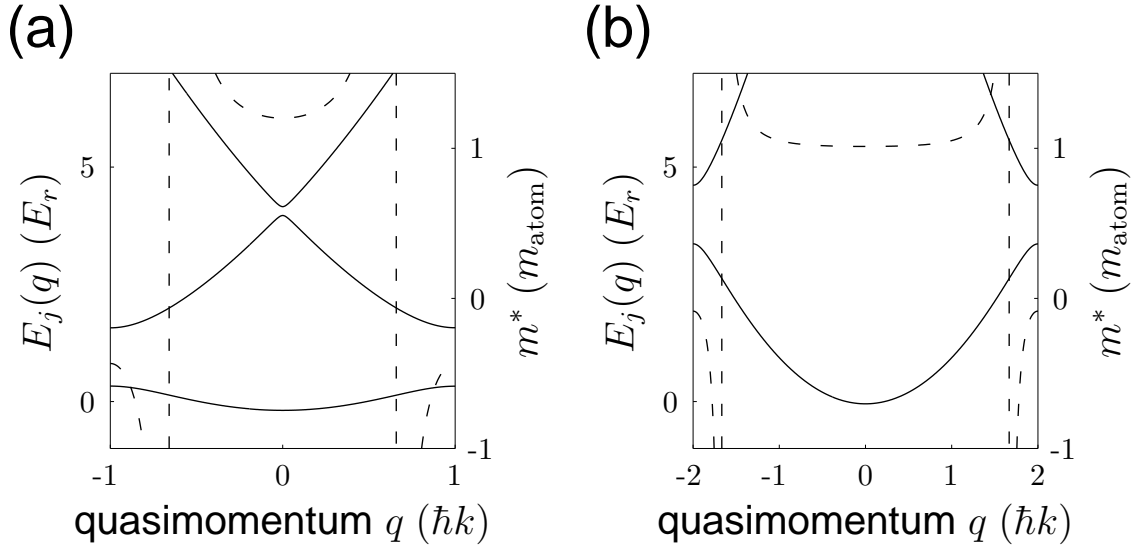 (a)
(b)
E_j(q) (E_r)
5
0
1
0
-1
m* (m_atom)
-1 0 1
quasimomentum q (ħk)
E_j(q) (E_r)
5
0
1
0
-1
m* (m_atom)
-2 -1 0 1 2
quasimomentum q (ħk)